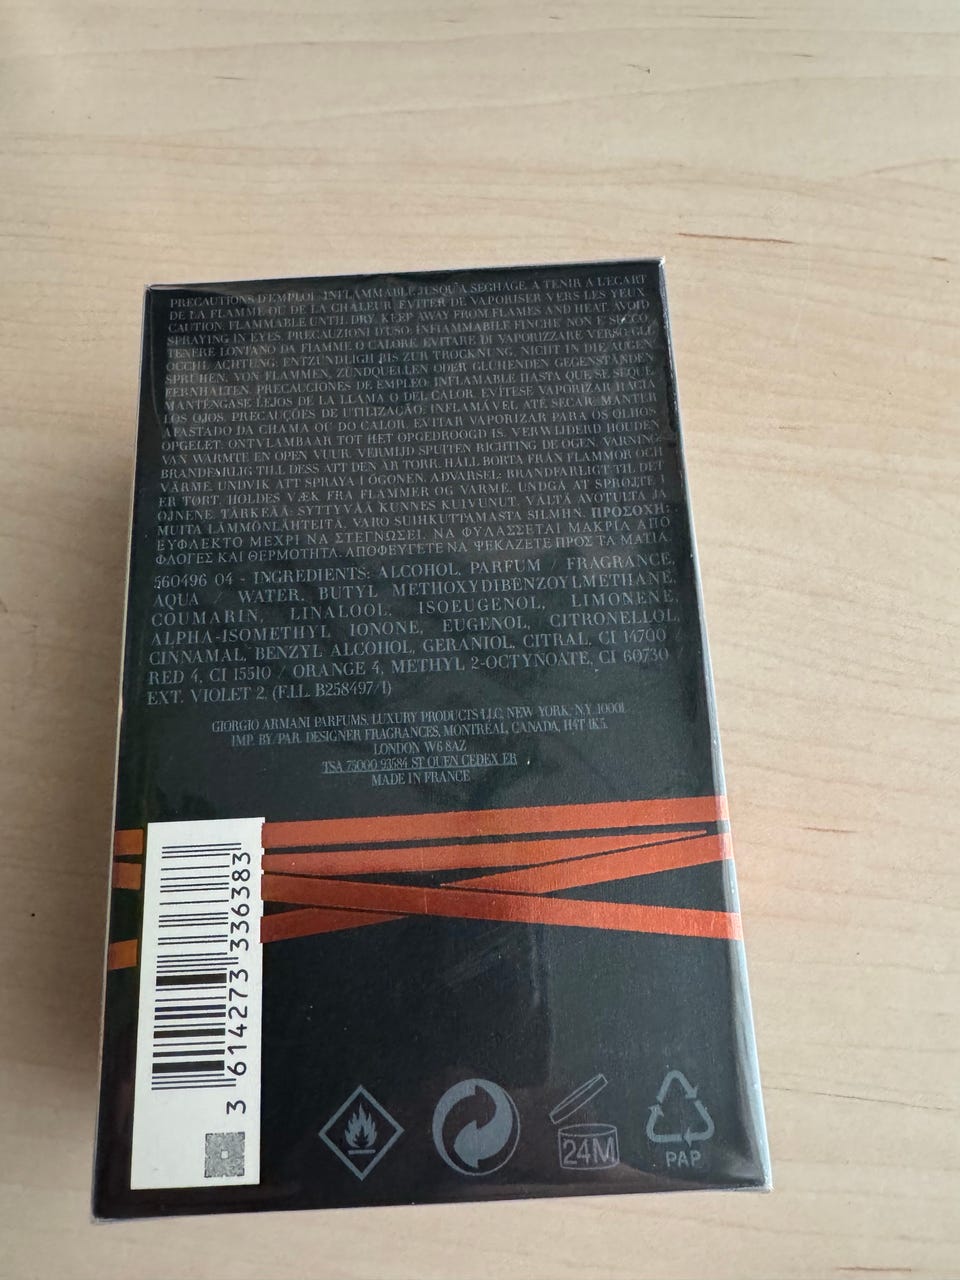 PRÉCAUTIONS D'EMPLOI: INFLAMMABLE JUSQU'À SÉCHAGE. À TENIR À L'ÉCART
DE LA FLAMME OU DE LA CHALEUR. ÉVITER DE VAPORISER VERS LES YEUX.
CAUTION. FLAMMABLE UNTIL DRY. KEEP AWAY FROM FLAMES AND HEAT. AVOID
SPRAYING IN EYES. PRECAUZIONI D'USO: INFIAMMABILE FINCHÉ NON È SECCO.
TENERE LONTANO DA FIAMME O CALORE. EVITARE DI VAPORIZZARE VERSO GLI
OCCHI. ACHTUNG. ENTZÜNDLICH BIS ZUR TROCKNUNG. NICHT IN DIE AUGEN
SPRÜHEN. VON FLAMMEN, ZÜNDQUELLEN ODER GLÜHENDEN GEGENSTÄNDEN
FERNHALTEN. PRECAUCIONES DE EMPLEO: INFLAMABLE HASTA QUE SE SEQUE.
MANTÉNGASE LEJOS DE LA LLAMA O DEL CALOR. EVÍTESE VAPORIZAR HACIA
LOS OJOS. PRECAUÇÕES DE UTILIZAÇÃO: INFLAMÁVEL ATÉ SECAR. MANTER
AFASTADO DA CHAMA OU DO CALOR. EVITAR VAPORIZAR PARA OS OLHOS.
OPGELET: ONTVLAMBAAR TOT HET OPGEDROOGD IS. VERWIJDERD HOUDEN
VAN WARMTE EN OPEN VUUR. VERMIJD SPUITEN RICHTING DE OGEN. VARNING:
BRANDFARLIG TILL DESS ATT DEN ÄR TORR. HÅLL BORTA FRÅN FLAMMOR OCH
VÄRME. UNDVIK ATT SPRAYA I ÖGONEN. ADVARSEL: BRANDFARLIGT TIL DET
ER TØRT. HOLDES VÆK FRA FLAMMER OG VARME. UNDGÅ AT SPRØJTE I
ØJNENE. TÄRKEÄÄ: SYTTYVÄÄ KUNNES KUIVUNUT. VÄLTÄ AVOTULTA JA
MUITA LÄMMÖNLÄHTEITÄ. VARO SUIHKUTTAMASTA SILMIIN. ΠΡΟΣΟΧΗ:
ΕΥΦΛΕΚΤΟ ΜΕΧΡΙ ΝΑ ΣΤΕΓΝΩΣΕΙ. ΝΑ ΦΥΛΑΣΣΕΤΑΙ ΜΑΚΡΙΑ ΑΠΟ
ΦΛΟΓΕΣ ΚΑΙ ΘΕΡΜΟΤΗΤΑ. ΑΠΟΦΕΥΓΕΤΕ ΝΑ ΨΕΚΑΖΕΤΕ ΠΡΟΣ ΤΑ ΜΑΤΙΑ.
560496 04 - INGREDIENTS: ALCOHOL, PARFUM / FRAGRANCE,
AQUA / WATER, BUTYL METHOXYDIBENZOYLMETHANE,
COUMARIN, LINALOOL, ISOEUGENOL, LIMONENE,
ALPHA-ISOMETHYL IONONE, EUGENOL, CITRONELLOL,
CINNAMAL, BENZYL ALCOHOL, GERANIOL, CITRAL, CI 14700 /
RED 4, CI 15510 / ORANGE 4, METHYL 2-OCTYNOATE, CI 60730 /
EXT. VIOLET 2, (F.I.L. B258497/1)
GIORGIO ARMANI PARFUMS, LUXURY PRODUCTS LLC, NEW YORK, N.Y. 10001
IMP. BY/PAR DESIGNER FRAGRANCES, MONTRÉAL, CANADA, H4T 1K5.
LONDON W6 8AZ
TSA 75000 93584 ST OUEN CEDEX FR
MADE IN FRANCE
3 614273 336383
24M
PAP